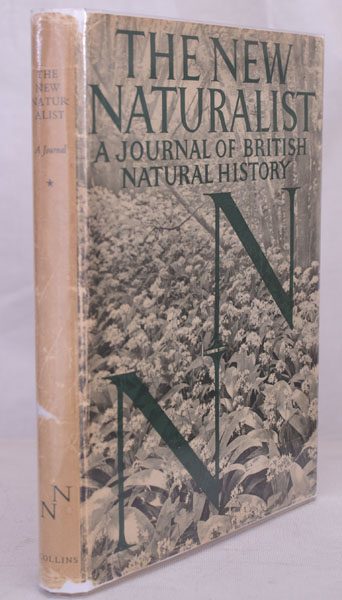 THE
NEW
NATUR
ALIST
A Journal
N
N
COLLINS
THE NEW
NATURALIST
A JOURNAL OF BRITISH
NATURAL HISTORY
N
N